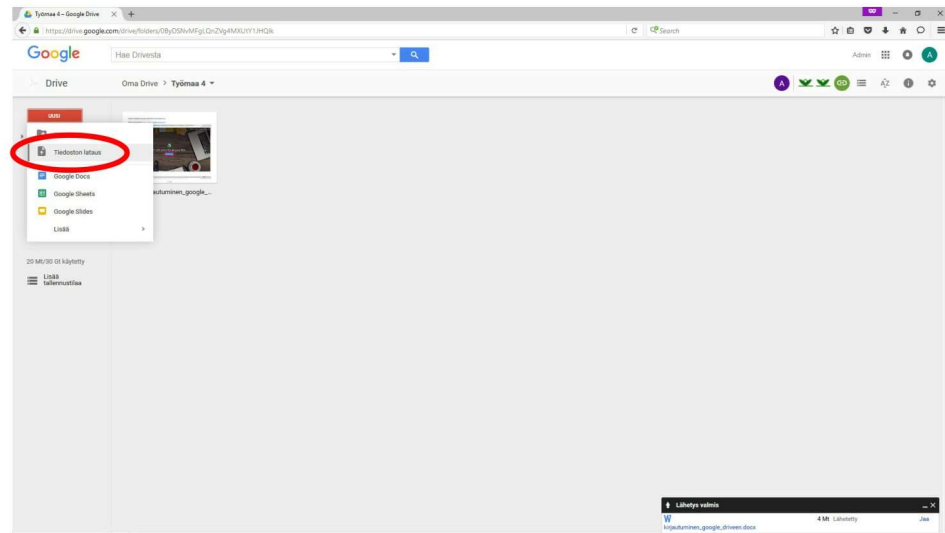 Työmaa 4 – Google Drive
https://drive.google.com/drive/folders/0ByDSNvMFgLQnZVg4MXUtY1JHQlk
Search
Google
Hae Drivesta
Admin
A
Drive
Oma Drive > Työmaa 4
A
UUSI
Tiedoston lataus
Google Docs
Google Sheets
Google Slides
Lisää
autuminen_google_...
20 Mt/30 Gt käytetty
Lisää
tallennustilaa
Lähetys valmis
kirjautuminen_google_driveen.docx
4 Mt Lähetetty
Jaa